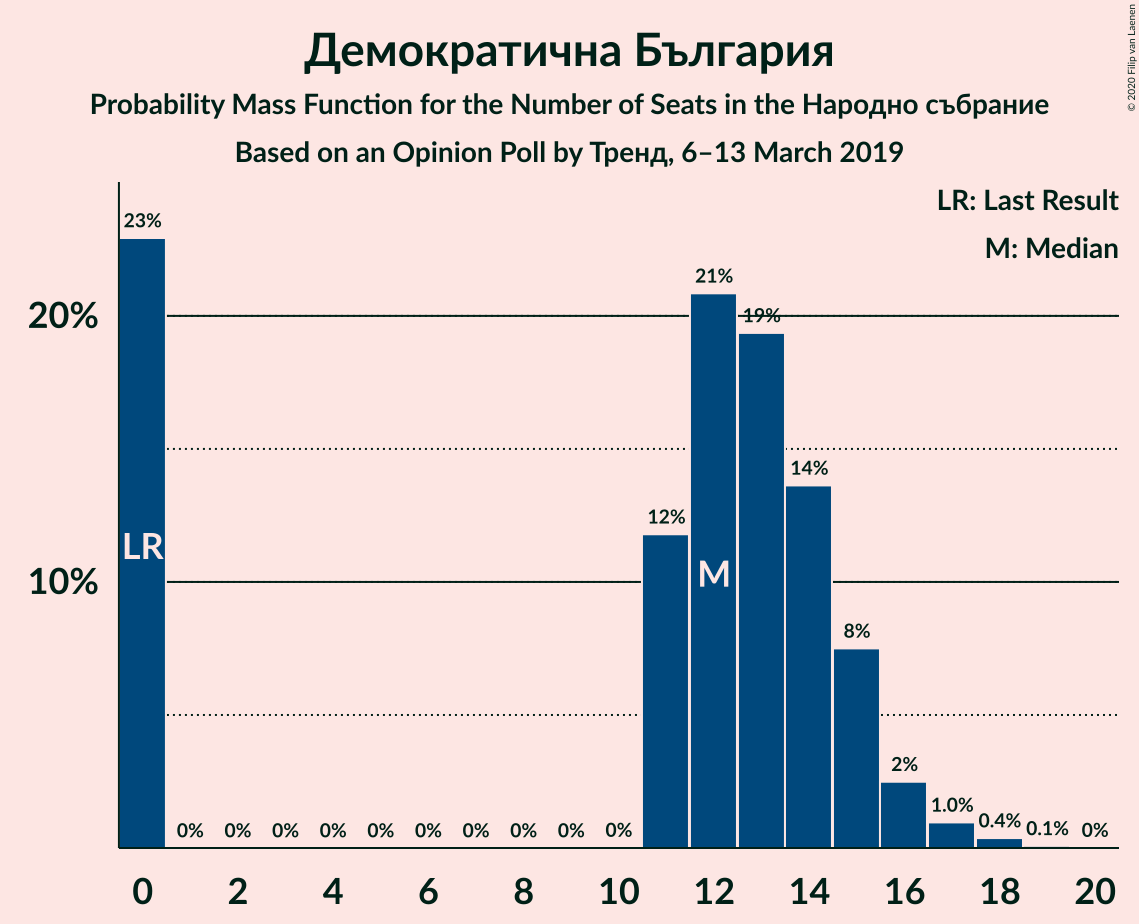 Демократична България
Probability Mass Function for the Number of Seats in the Народно събрание
Based on an Opinion Poll by Тренд, 6–13 March 2019
© 2020 Filip van Laenen
LR: Last Result
M: Median
20%
10%
23%
0%
0%
0%
0%
0%
0%
0%
0%
0%
0%
12%
21%
19%
14%
8%
2%
1.0%
0.4%
0.1%
0%
LR
M
0 2 4 6 8 10 12 14 16 18 20